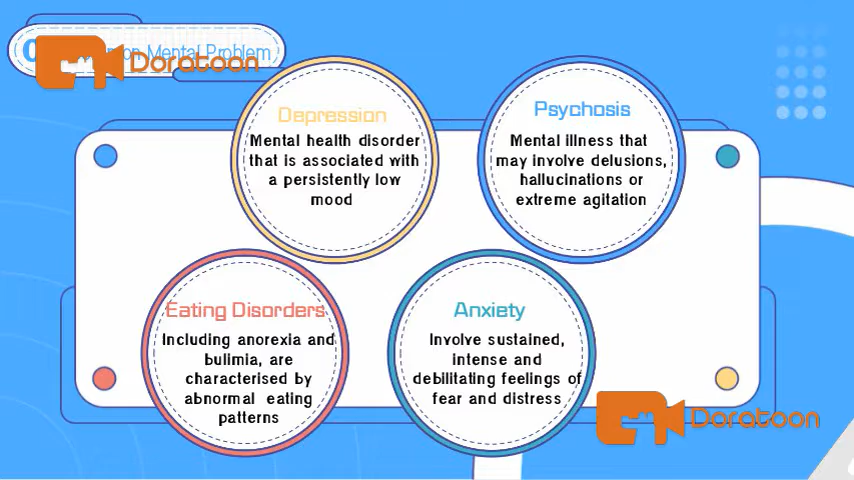 Mental Problem
Doratoon
Depression
Mental health disorder
that is associated with
a persistently low
mood
Psychosis
Mental illness that
may involve delusions,
hallucinations or
extreme agitation
Eating Disorders
Including anorexia and
bulimia, are
characterised by
abnormal eating
patterns
Anxiety
Involve sustained,
intense and
debilitating feelings of
fear and distress
Doratoon